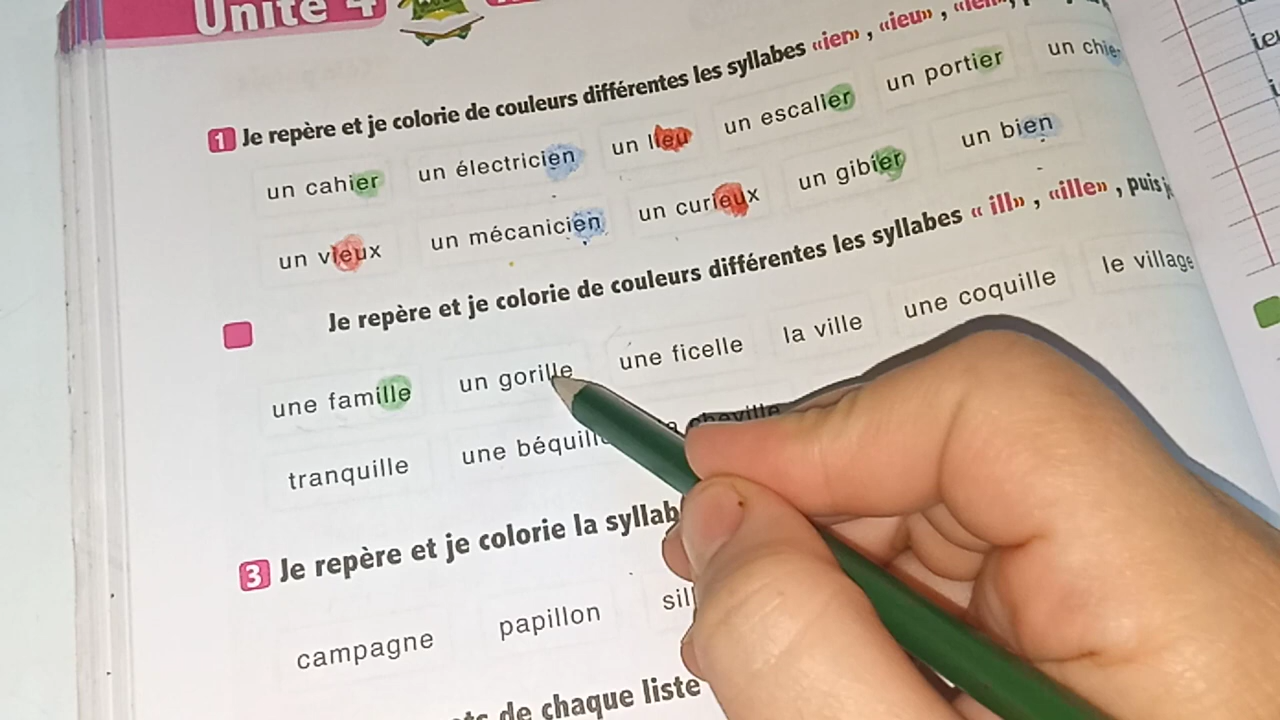 Unité 4
1 Je repère et je colorie de couleurs différentes les syllabes «ier» , «ieu» ,
un cahier un électricien un lieu un escalier un portier
un vieux un mécanicien un curieux un gibier un bien
Je repère et je colorie de couleurs différentes les syllabes « ill» , «ille» , puis
une famille un gorille une ficelle la ville une coquille le village
tranquille une béquille cheville
3 Je repère et je colorie la
campagne papillon
de chaque liste